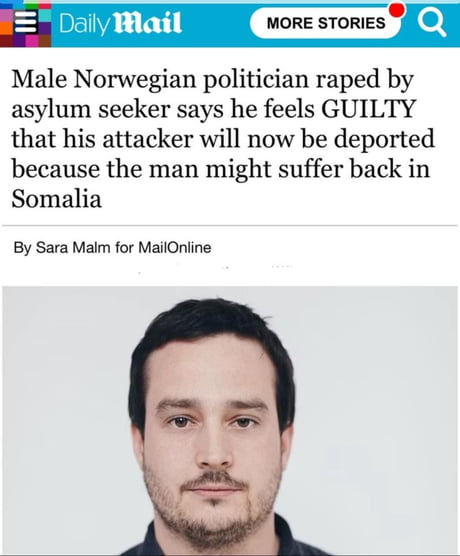 Daily Mail
MORE STORIES
Male Norwegian politician raped by
asylum seeker says he feels GUILTY
that his attacker will now be deported
because the man might suffer back in
Somalia
By Sara Malm for MailOnline